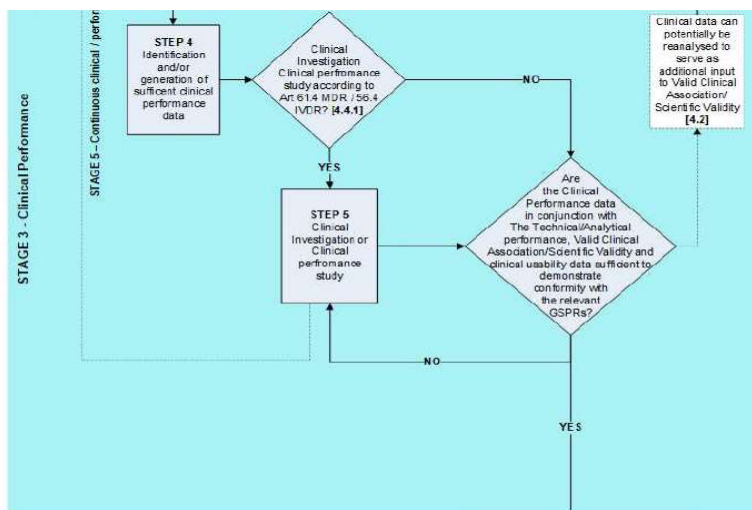 STAGE 3 - Clinical Performance
STAGE 5 – Continuous clinical / perfor
STEP 4
Identification
and/or
generation of
sufficent clinical
performance
data
Clinical
Investigation
Clinical perfrmance
study according to
Art 61.4 MDR / 56.4
IVDR? [4.4.1]
NO
YES
Clinical data can
potentially be
reanalysed to
serve as
additional input
to Valid Clinical
Association/
Scientific Validity
[4.2]
STEP 5
Clinical
Investigation or
Clinical
perfromance
study
Are
the Clinical
Performance data
in conjunction with
The Technical/Analytical
performance, Valid Clinical
Association/Scientific Validity and
clinical usability data sufficient to
demonstrate
conformity with
the relevant
GSPRs?
NO
YES